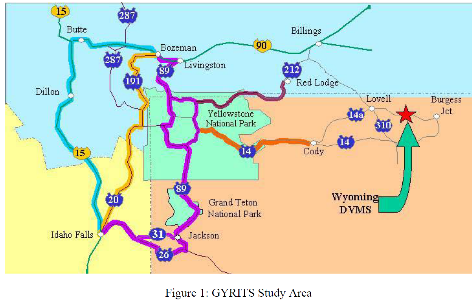 15
287
Butte
Billings
Bozeman
90
287
89
Livingston
212
191
Red Lodge
Dillon
Lovell
Burgess
Jct
Yellowstone
National Park
14a
310
15
14
Cody
14
89
20
Wyoming
DVMS
Grand Teton
National Park
Idaho Falls
31
Jackson
26
Figure 1: GYRITS Study Area